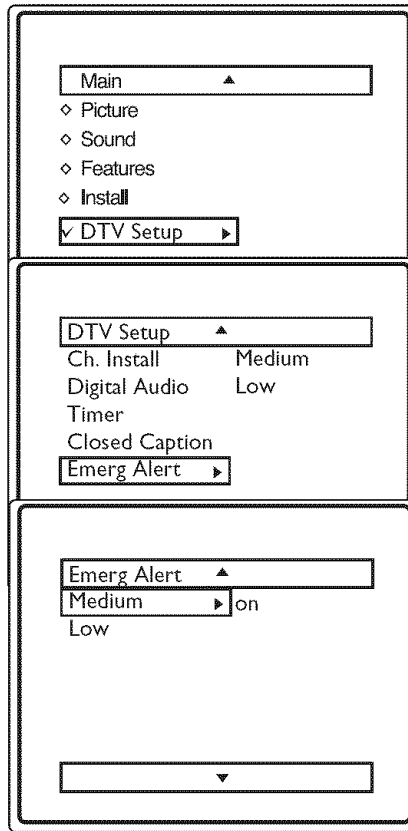 Main
Picture
Sound
Features
Install
DTV Setup
DTV Setup
Ch. Install Medium
Digital Audio Low
Timer
Closed Caption
Emerg Alert
Emerg Alert
Medium on
Low